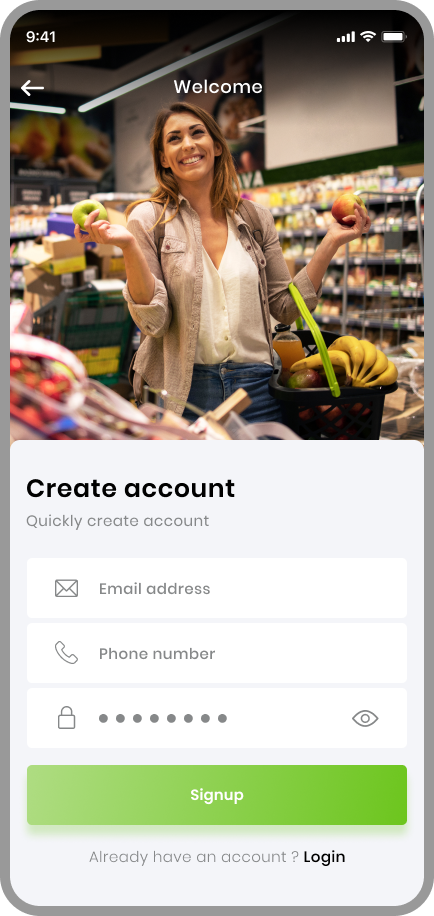 9:41
Welcome
Create account
Quickly create account
Email address
Phone number
Signup
Already have an account ? Login